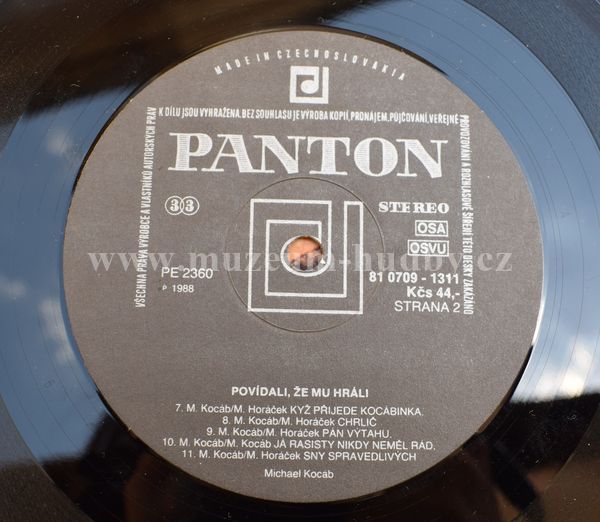 MADE IN CZECHOSLOVAKIA
VŠECHNA PRÁVA VÝROBCE A VLASTNÍKŮ AUTORSKÝCH PRÁV
K DÍLU JSOU VYHRAŽENA. BEZ SOUHLASU JE VÝROBA KOPIÍ, PRONÁJEM, PŮJČOVÁNÍ, VEŘEJNÉ
PROVOZOVÁNÍ A ROZHLASOVÉ ŠÍŘENÍ TÉTO DESKY ZAKÁZÁNO
PANTON
33
STEREO
OSA
OSVU
www.muzeum-hudby.cz
PE 2360
P 1988
81 0709 - 1311
Kčs 44,-
STRANA 2
POVÍDALI, ŽE MU HRÁLI
7. M. Kocáb/M. Horáček KYŽ PŘIJEDE KOCÁBINKA.
8. M. Kocáb/M. Horáček CHRLIČ
9. M. Kocáb/M. Horáček PAN VÝTAHU.
10. M. Kocáb/M. Kocáb JÁ RASISTY NIKDY NEMĚL RÁD.
11. M. Kocáb/M. Horáček SNY SPRAVEDLIVÝCH
Michael Kocáb